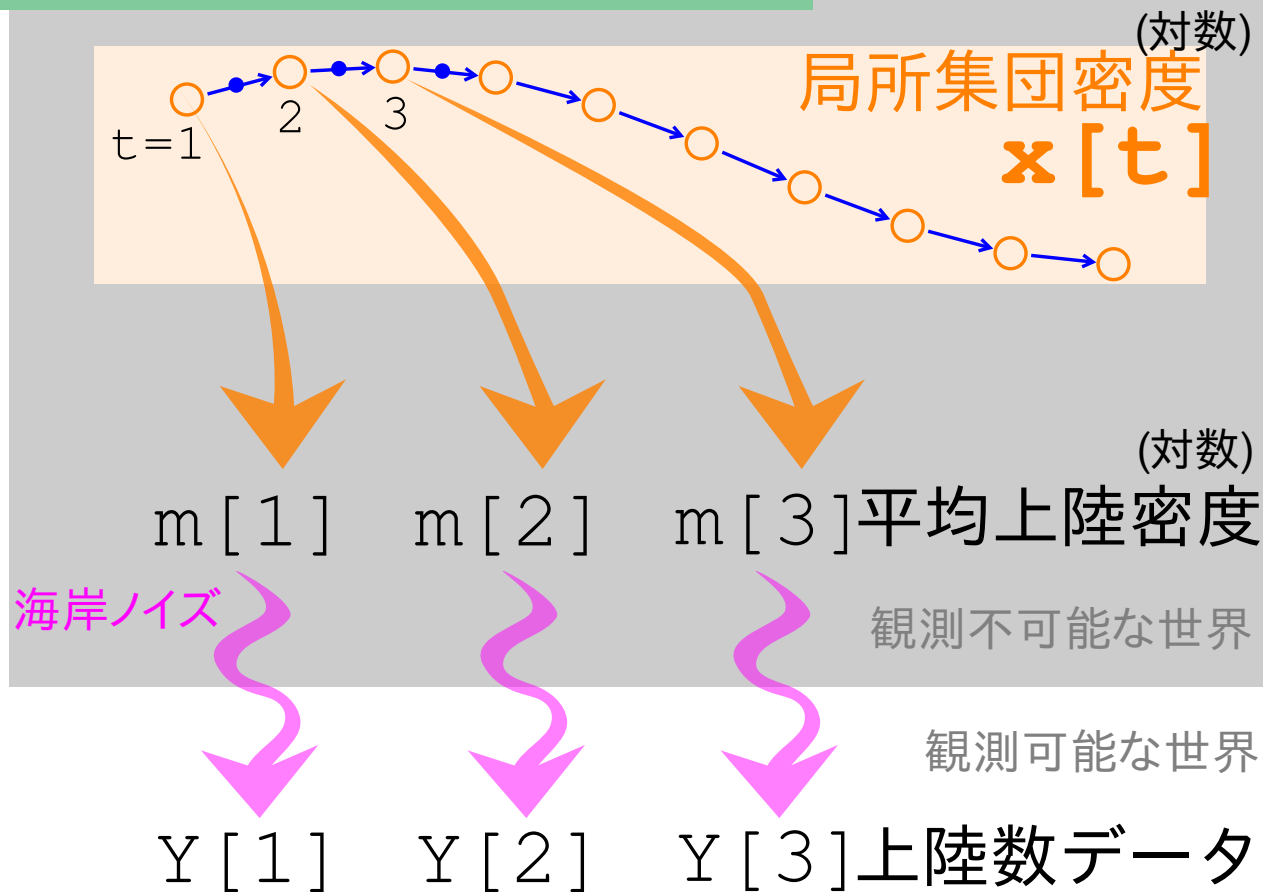 (対数)
局所集団密度
x[t]
t=1
2
3
(対数)
m[1] m[2] m[3]平均上陸密度
海岸ノイズ
観測不可能な世界
観測可能な世界
Y[1] Y[2] Y[3]上陸数データ